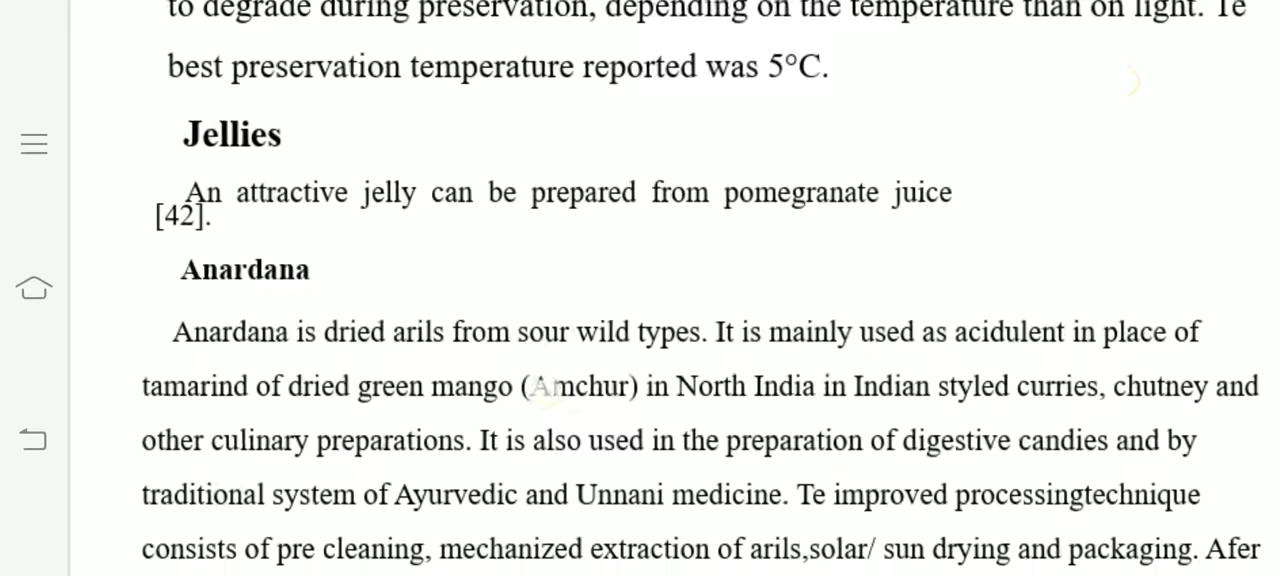 to degrade during preservation, depending on the temperature than on light. Te
best preservation temperature reported was 5°C.
Jellies
An attractive jelly can be prepared from pomegranate juice
[42].
Anardana
Anardana is dried arils from sour wild types. It is mainly used as acidulent in place of
tamarind of dried green mango (Amchur) in North India in Indian styled curries, chutney and
other culinary preparations. It is also used in the preparation of digestive candies and by
traditional system of Ayurvedic and Unnani medicine. Te improved processingtechnique
consists of pre cleaning, mechanized extraction of arils,solar/ sun drying and packaging. Afer